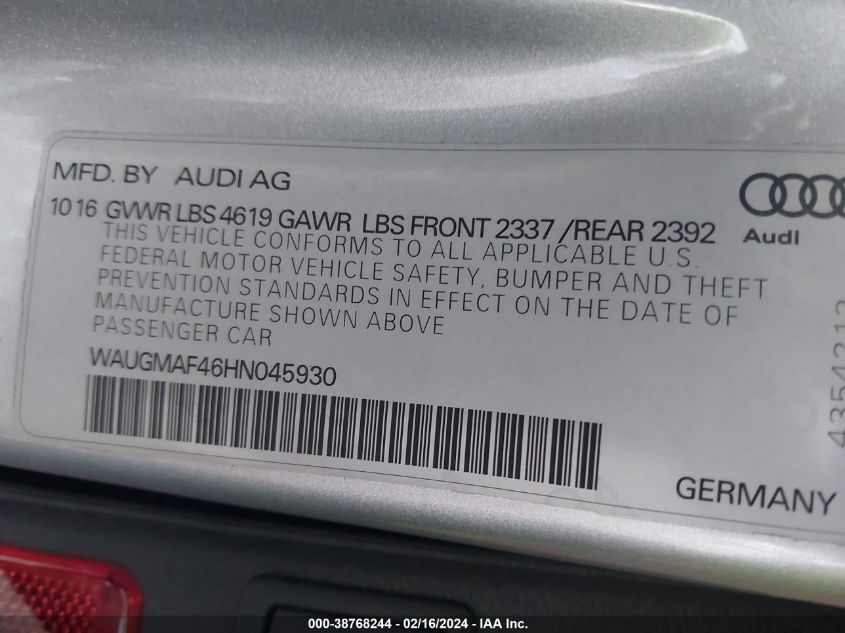 MFD. BY AUDI AG
10 16 GVWR LBS 4619 GAWR LBS FRONT 2337 /REAR 2392
Audi
THIS VEHICLE CONFORMS TO ALL APPLICABLE U.S.
FEDERAL MOTOR VEHICLE SAFETY, BUMPER AND THEFT
PREVENTION STANDARDS IN EFFECT ON THE DATE OF
MANUFACTURE SHOWN ABOVE
PASSENGER CAR
WAUGMAF46HN045930
GERMANY
000-38768244 - 02/16/2024 - IAA Inc.